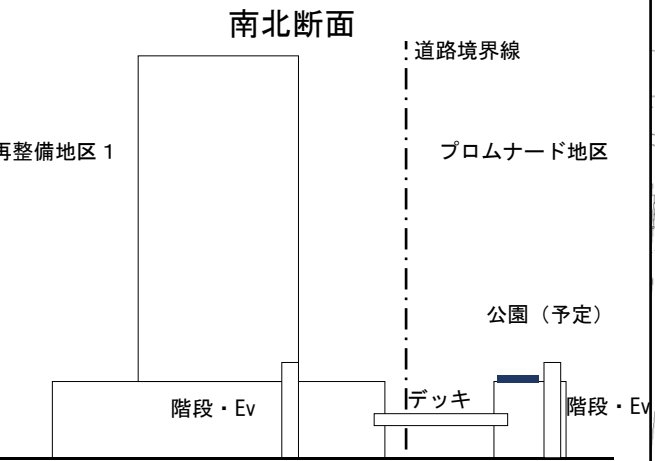 南北断面
道路境界線
再整備地区１
プロムナード地区
公園（予定）
階段・Ev
デッキ
階段・Ev